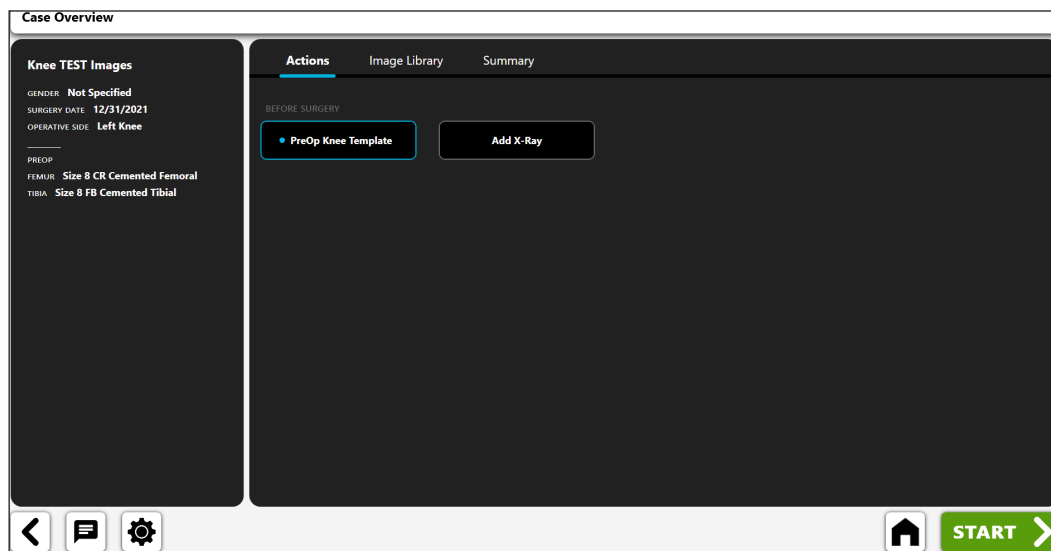 Case Overview
Knee TEST Images
GENDER Not Specified
SURGERY DATE 12/31/2021
OPERATIVE SIDE Left Knee
PREOP
FEMUR Size 8 CR Cemented Femoral
TIBIA Size 8 FB Cemented Tibial
Actions Image Library Summary
BEFORE SURGERY
PreOp Knee Template Add X-Ray
START